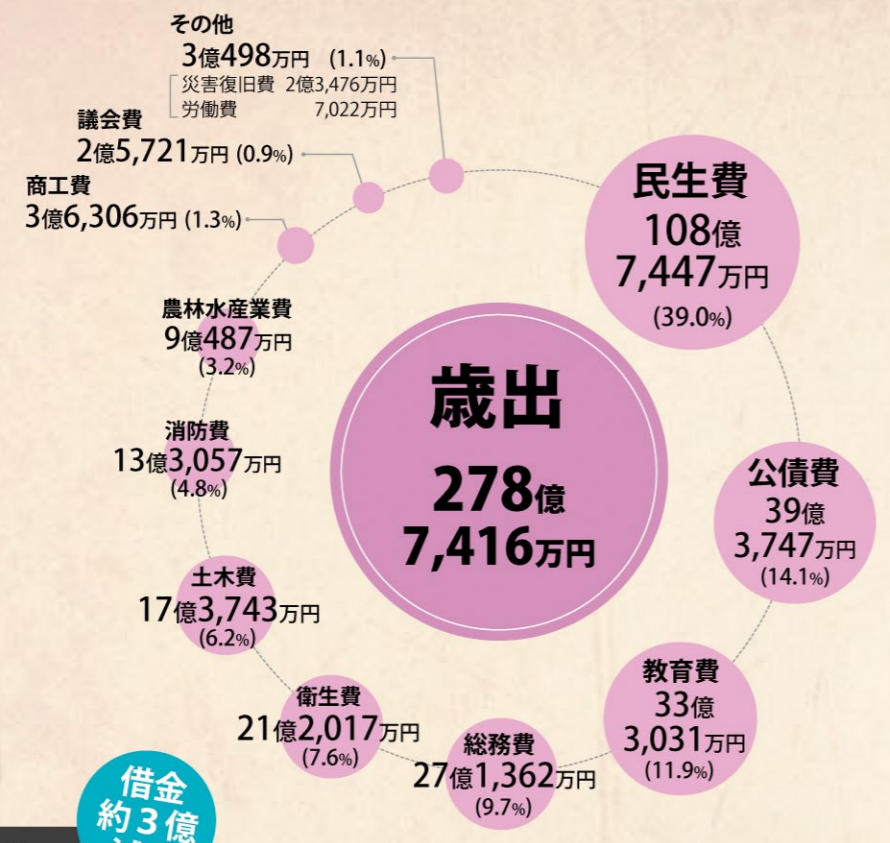 その他
3億498万円 (1.1%)
災害復旧費 2億3,476万円
労働費 7,022万円
議会費
2億5,721万円 (0.9%)
商工費
3億6,306万円 (1.3%)
農林水産業費
9億487万円
(3.2%)
消防費
13億3,057万円
(4.8%)
土木費
17億3,743万円
(6.2%)
衛生費
21億2,017万円
(7.6%)
総務費
27億1,362万円
(9.7%)
教育費
33億
3,031万円
(11.9%)
公債費
39億
3,747万円
(14.1%)
民生費
108億
7,447万円
(39.0%)
歳出
278億
7,416万円
借金
約3億